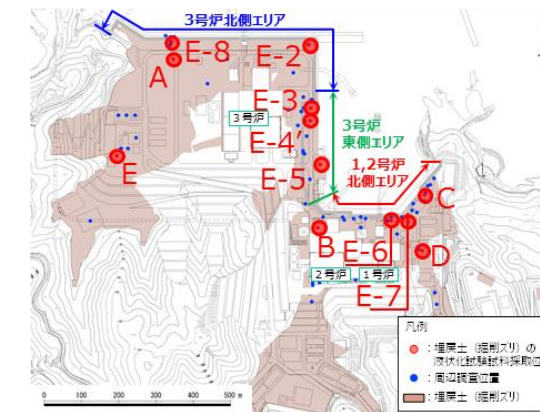 3号炉北側エリア
E-8
E-2
A
E-3
3号炉
E-4'
3号炉
東側エリア
E-5
1,2号炉
北側エリア
E
C
B
E-6
D
2号炉
1号炉
E-7
凡例
：埋戻土（掘削ズリ）の
液状化試験試料採取位
：周辺調査位置
：埋戻土（掘削ズリ）
0 100 200 300 400 500 m